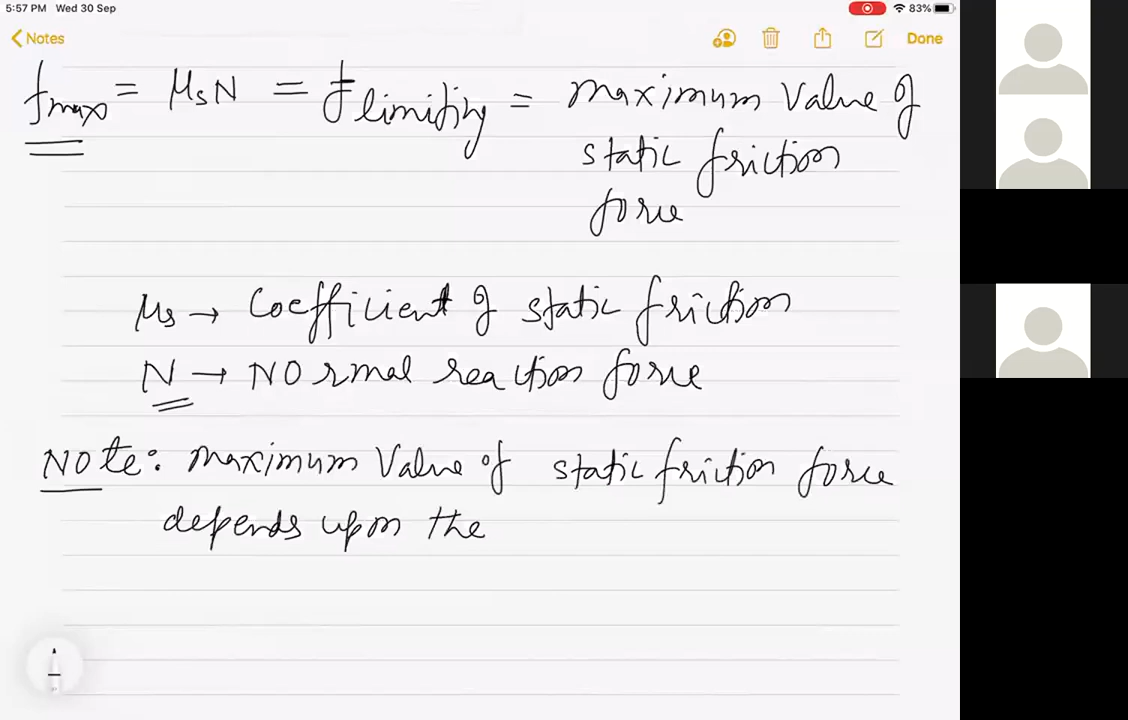 5:57 PM Wed 30 Sep 83%
Notes Done
fmax = μsN = flimiting = maximum Value of
static friction
force
μs → Coefficient of static friction
N → NOrmal reaction force
NOte: maximum Value of static friction force
depends upon the